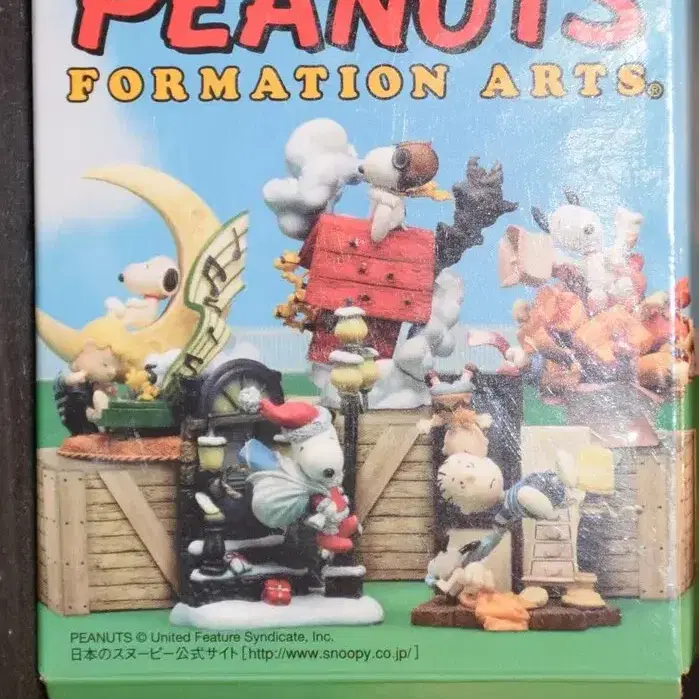 PEANUTS
FORMATION ARTS®
PEANUTS © United Feature Syndicate, Inc.
日本のスヌーピー公式サイト[http://www.snoopy.co.jp/]